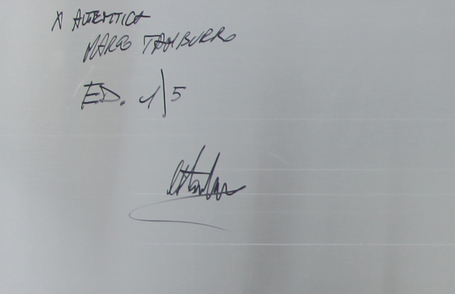 X AUTENTICA
MARCO TAMBURRO
ED. 1/5